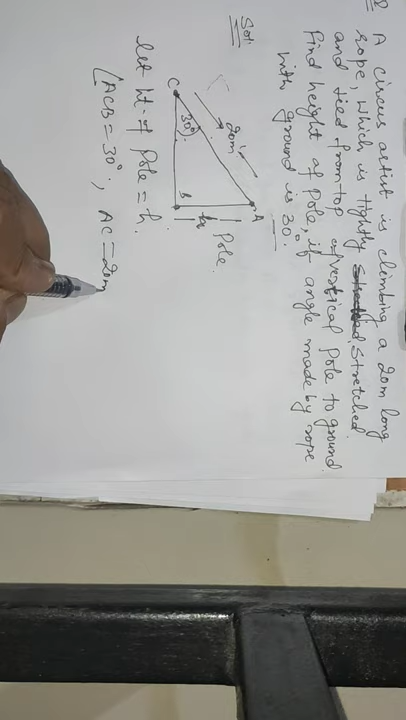 Q A circus artist is climbing a 20m long
rope, which is tightly stretched
and tied from top of vertical pole to ground.
Find height of pole, if angle made by rope
with ground is 30°.
Sol:
A
20m
Pole.
h
30°
C
let ht. of Pole = h.
∠ACB = 30°, AC = 20m